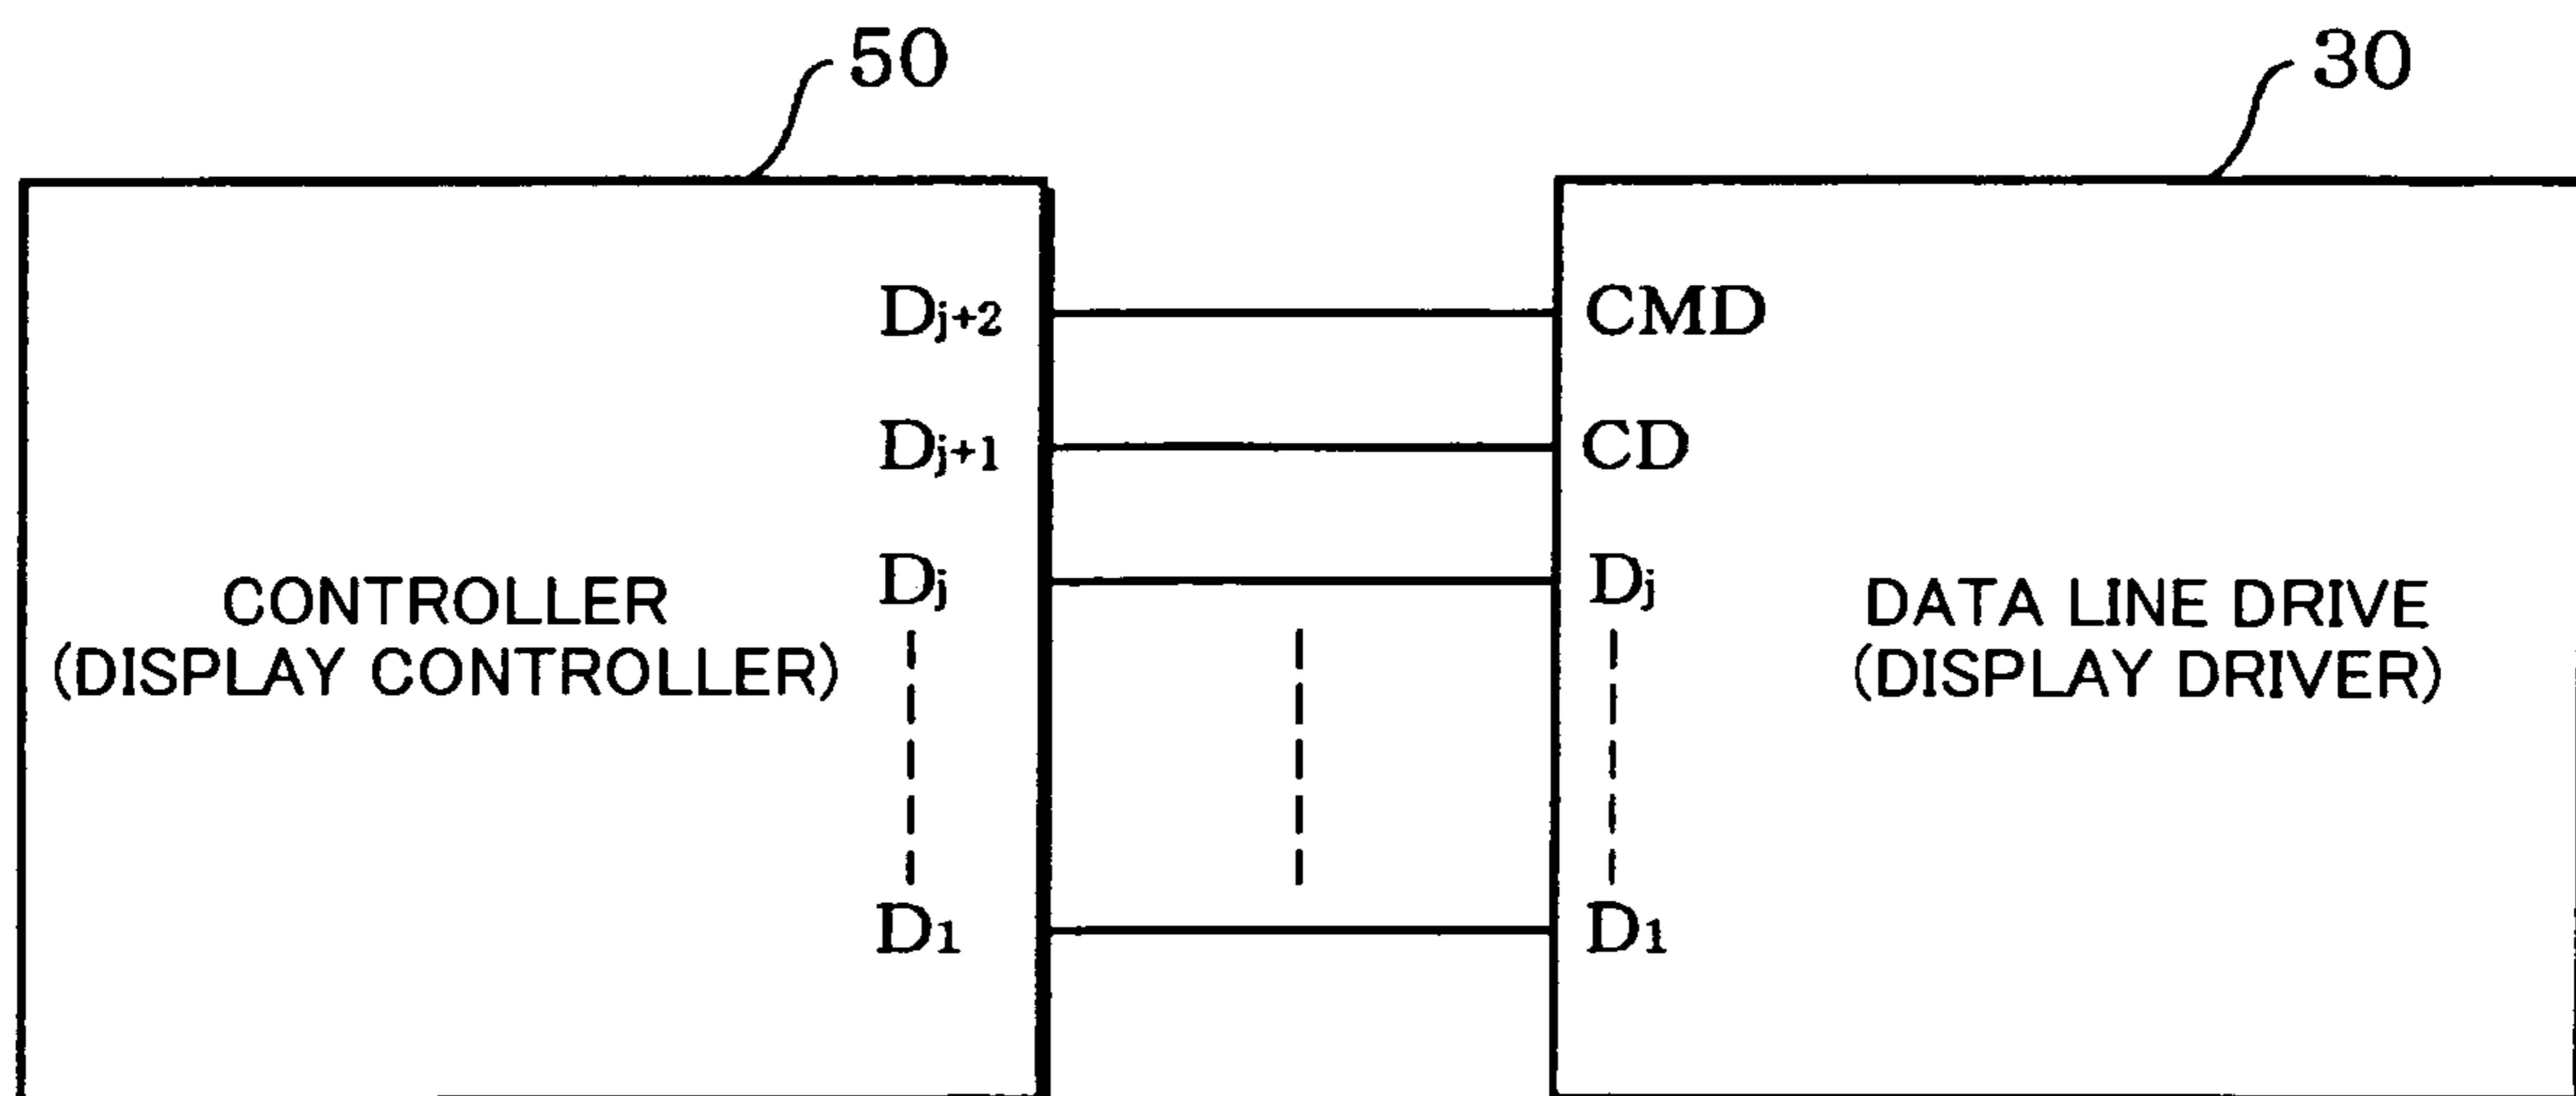 50
30
Dj+2
CMD
Dj+1
CD
Dj
Dj
CONTROLLER
(DISPLAY CONTROLLER)
DATA LINE DRIVE
(DISPLAY DRIVER)
D1
D1